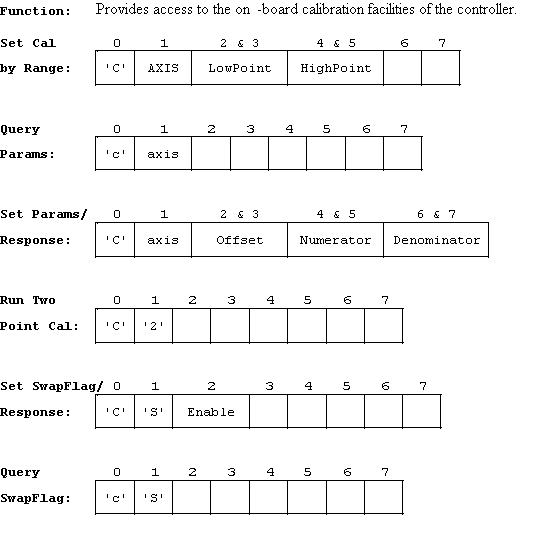 Function: Provides access to the on -board calibration facilities of the controller.
Set Cal 0 1 2 & 3 4 & 5 6 7
by Range: 'C' AXIS LowPoint HighPoint
Query 0 1 2 3 4 5 6 7
Params: 'c' axis
Set Params/ 0 1 2 & 3 4 & 5 6 & 7
Response: 'C' axis Offset Numerator Denominator
Run Two 0 1 2 3 4 5 6 7
Point Cal: 'C' '2'
Set SwapFlag/ 0 1 2 3 4 5 6 7
Response: 'C' 'S' Enable
Query 0 1 2 3 4 5 6 7
SwapFlag: 'c' 'S'